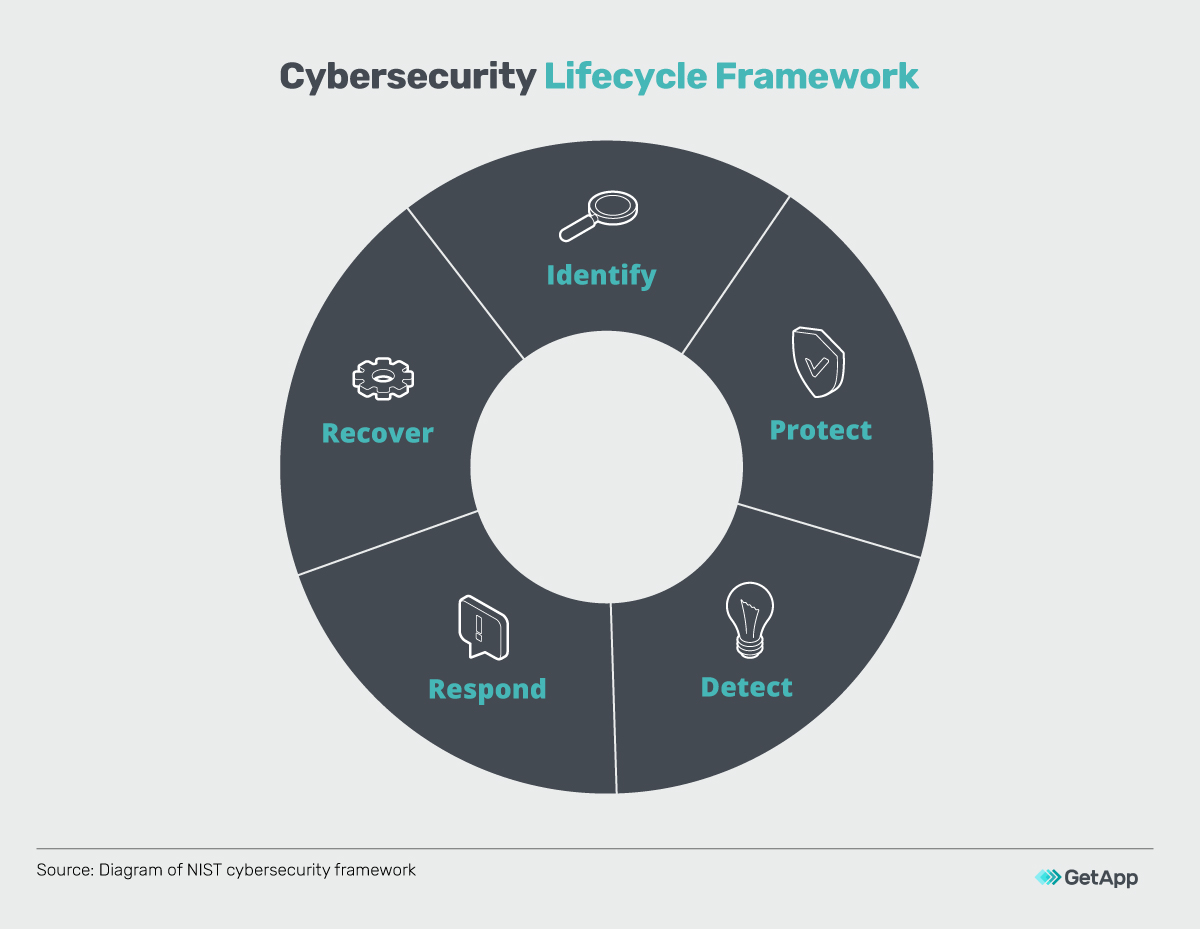 Cybersecurity Lifecycle Framework
Identify
Protect
Recover
Detect
Respond
Source: Diagram of NIST cybersecurity framework
GetApp